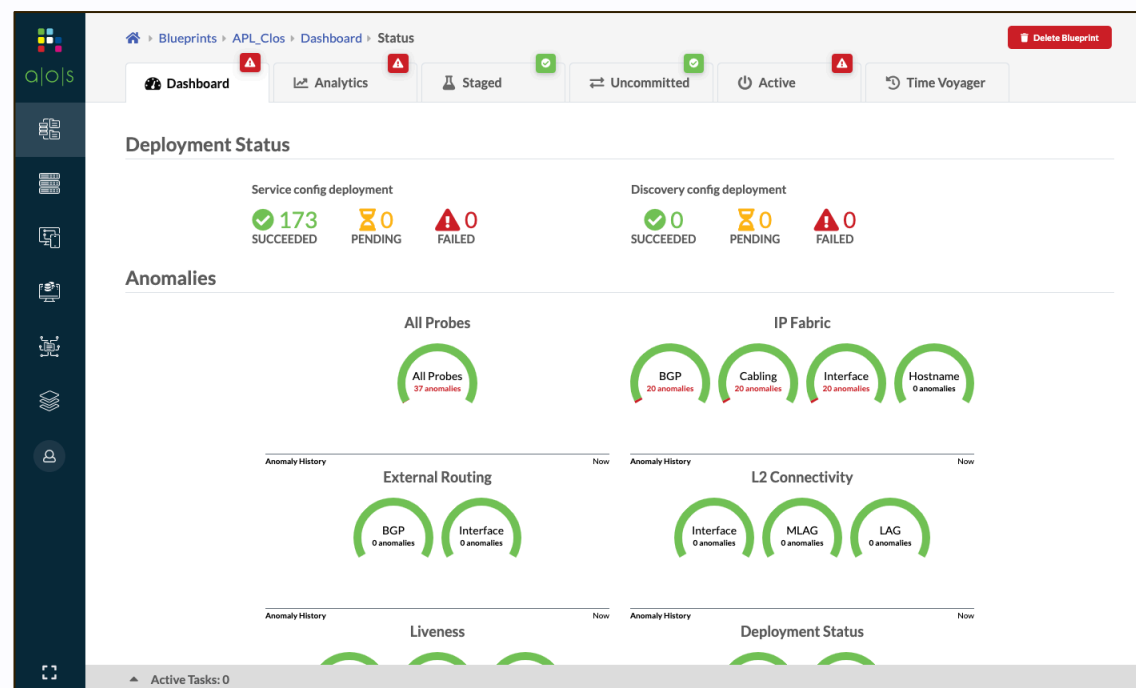 a|o|s
Blueprints
APL_Clos
Dashboard
Status
Delete Blueprint
Dashboard
Analytics
Staged
Uncommitted
Active
Time Voyager
Deployment Status
Service config deployment
173
SUCCEEDED
0
PENDING
0
FAILED
Discovery config deployment
0
SUCCEEDED
0
PENDING
0
FAILED
Anomalies
All Probes
All Probes
37 anomalies
Anomaly History
Now
IP Fabric
BGP
20 anomalies
Cabling
20 anomalies
Interface
20 anomalies
Hostname
0 anomalies
Anomaly History
Now
External Routing
BGP
0 anomalies
Interface
0 anomalies
Anomaly History
Now
L2 Connectivity
Interface
0 anomalies
MLAG
0 anomalies
LAG
0 anomalies
Anomaly History
Now
Liveness
Deployment Status
Active Tasks: 0